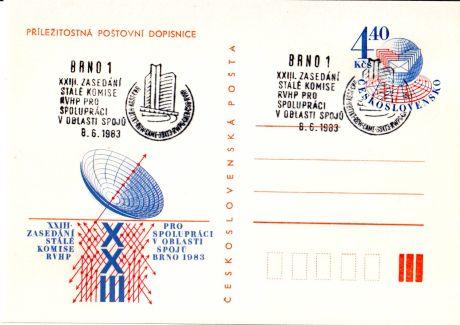 PŘÍLEŽITOSTNÁ POŠTOVNÍ DOPISNICE
BRNO 1
XXIII. ZASEDÁNÍ
STÁLÉ KOMISE
RVHP PRO
SPOLUPRÁCI
V OBLASTI SPOJŮ
8. 6. 1983
XXIII.
ZASEDÁNÍ
STÁLÉ
KOMISE
RVHP
XXIII
PRO
SPOLUPRÁCI
V OBLASTI
SPOJŮ
BRNO 1983
ČESKOSLOVENSKÁ POŠTA
BRNO 1
XXIII. ZASEDÁNÍ
STÁLÉ KOMISE
RVHP PRO
SPOLUPRÁCI
V OBLASTI SPOJŮ
8. 6. 1983
4,40
Kčs
ČESKOSLOVENSKO